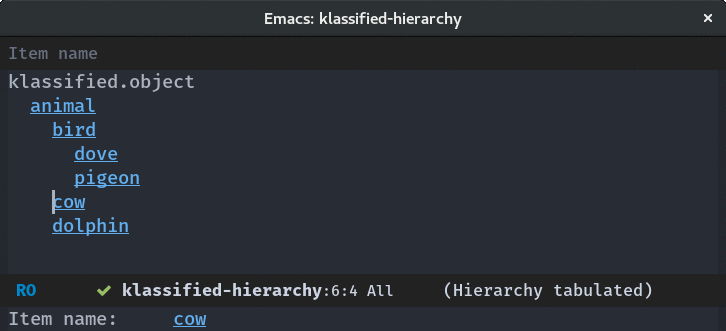 Emacs: klassified-hierarchy ×
Item name
klassified.object
animal
bird
dove
pigeon
cow
dolphin
RO ✔ klassified-hierarchy:6:4 All (Hierarchy tabulated)
Item name: cow